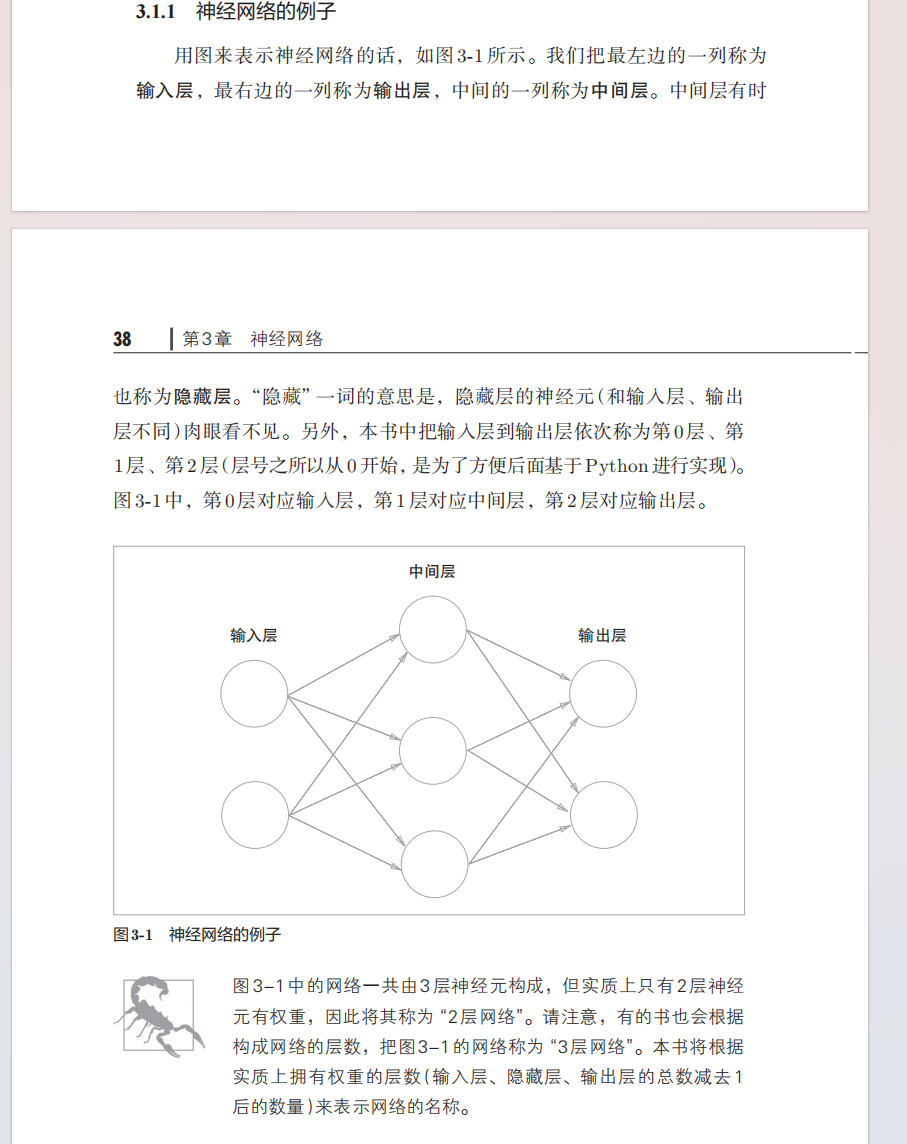 3.1.1 神经网络的例子
用图来表示神经网络的话，如图3-1所示。我们把最左边的一列称为
输入层，最右边的一列称为输出层，中间的一列称为中间层。中间层有时
38 第3章 神经网络
也称为隐藏层。“隐藏”一词的意思是，隐藏层的神经元(和输入层、输出
层不同)肉眼看不见。另外，本书中把输入层到输出层依次称为第0层、第
1层、第2层(层号之所以从0开始，是为了方便后面基于Python进行实现)。
图3-1中，第0层对应输入层，第1层对应中间层，第2层对应输出层。
中间层
输入层
输出层
图3-1 神经网络的例子
图3-1中的网络一共由3层神经元构成，但实质上只有2层神经
元有权重，因此将其称为“2层网络”。请注意，有的书也会根据
构成网络的层数，把图3-1的网络称为“3层网络”。本书将根据
实质上拥有权重的层数(输入层、隐藏层、输出层的总数减去1
后的数量)来表示网络的名称。